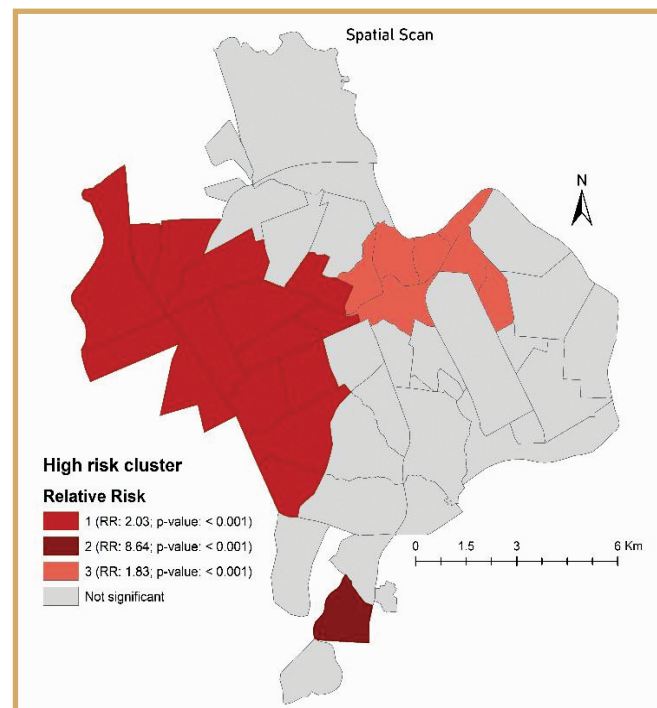 Spatial Scan
N
High risk cluster
Relative Risk
1 (RR: 2.03; p-value: < 0.001)
2 (RR: 8.64; p-value: < 0.001)
3 (RR: 1.83; p-value: < 0.001)
Not significant
0 1.5 3 6 Km